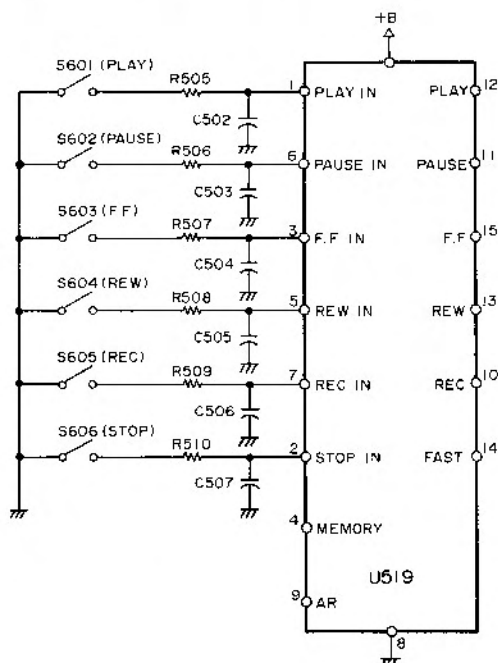 +B
S601 (PLAY)
R505
1
PLAY IN
PLAY
12
C502
S602 (PAUSE)
R506
6
PAUSE IN
PAUSE
11
C503
S603 (F.F)
R507
3
F.F IN
F.F
15
C504
S604 (REW)
R508
5
REW IN
REW
13
C505
S605 (REC)
R509
7
REC IN
REC
10
C506
S606 (STOP)
R510
2
STOP IN
FAST
14
C507
4
MEMORY
U519
9
AR
8